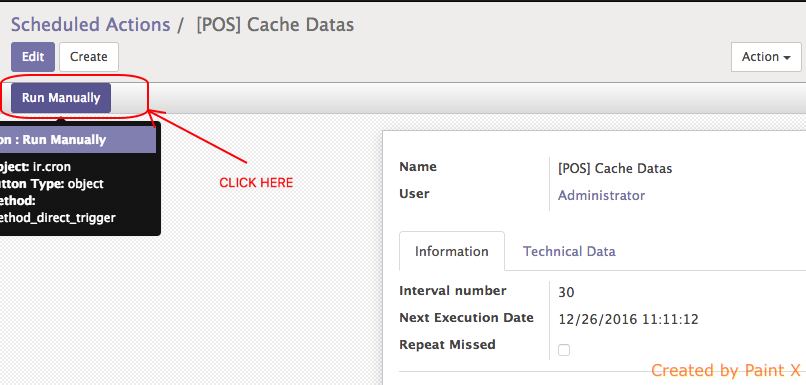 Scheduled Actions / [POS] Cache Datas
Edit Create Action
Run Manually
on : Run Manually
ject: ir.cron
utton Type: object
ethod:
ethod_direct_trigger
CLICK HERE
Name [POS] Cache Datas
User Administrator
Information Technical Data
Interval number 30
Next Execution Date 12/26/2016 11:11:12
Repeat Missed
Created by Paint X